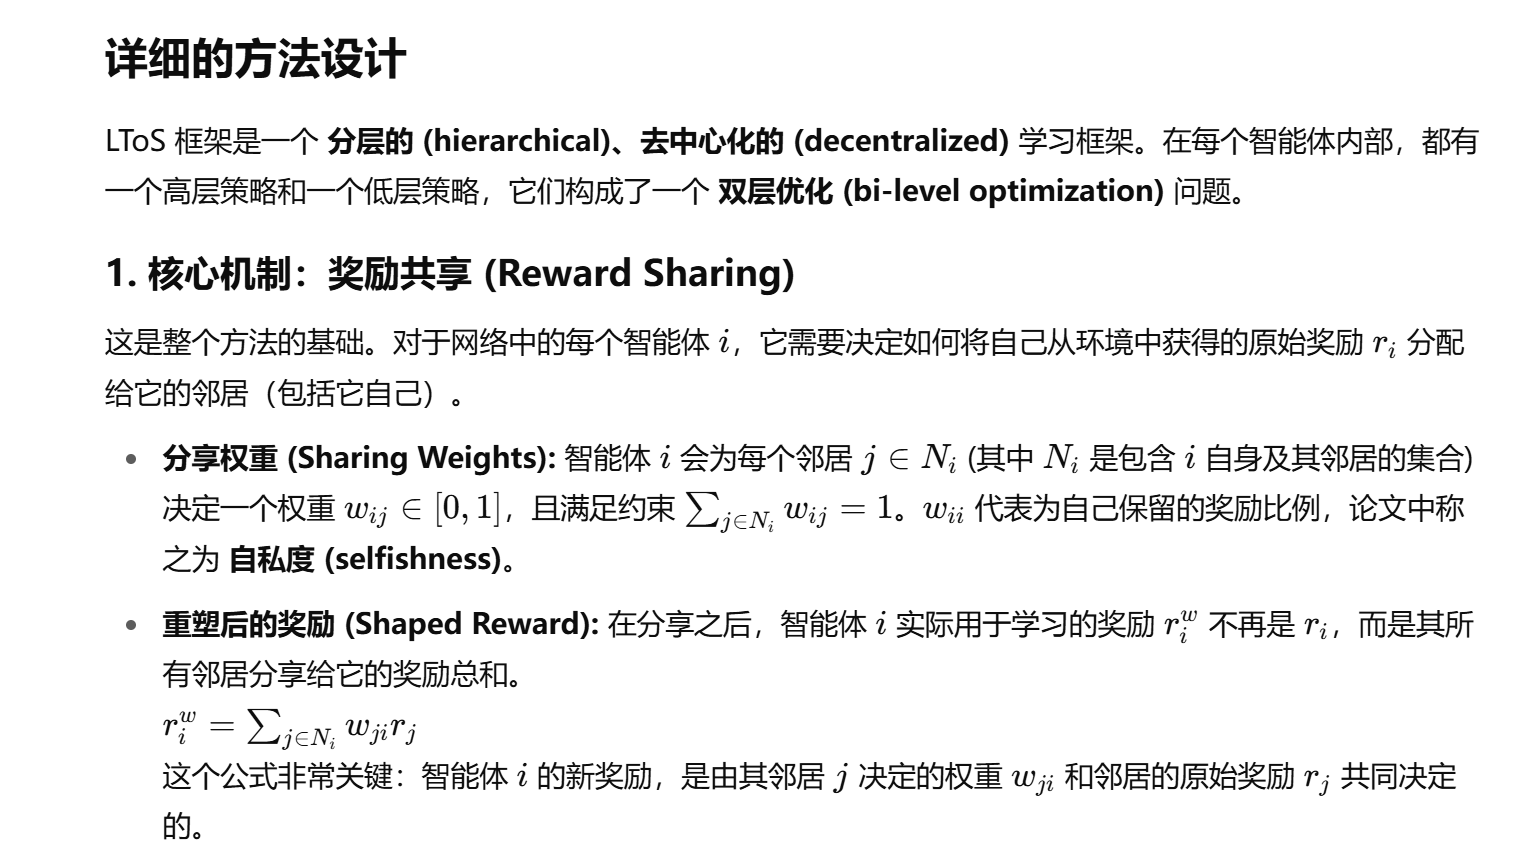 详细的方法设计
LToS 框架是一个 分层的 (hierarchical)、去中心化的 (decentralized) 学习框架。在每个智能体内部，都有
一个高层策略和一个低层策略，它们构成了一个 双层优化 (bi-level optimization) 问题。
1. 核心机制：奖励共享 (Reward Sharing)
这是整个方法的基础。对于网络中的每个智能体 i，它需要决定如何将自己从环境中获得的原始奖励 r_i 分配
给它的邻居（包括它自己）。
• 分享权重 (Sharing Weights): 智能体 i 会为每个邻居 j ∈ N_i (其中 N_i 是包含 i 自身及其邻居的集合)
决定一个权重 w_{ij} ∈ [0, 1]，且满足约束 ∑_{j∈N_i} w_{ij} = 1。w_{ii} 代表为自己保留的奖励比例，论文中称
之为 自私度 (selfishness)。
• 重塑后的奖励 (Shaped Reward): 在分享之后，智能体 i 实际用于学习的奖励 r_i^w 不再是 r_i，而是其所
有邻居分享给它的奖励总和。
r_i^w = ∑_{j∈N_i} w_{ji} r_j
这个公式非常关键：智能体 i 的新奖励，是由其邻居 j 决定的权重 w_{ji} 和邻居的原始奖励 r_j 共同决定
的。